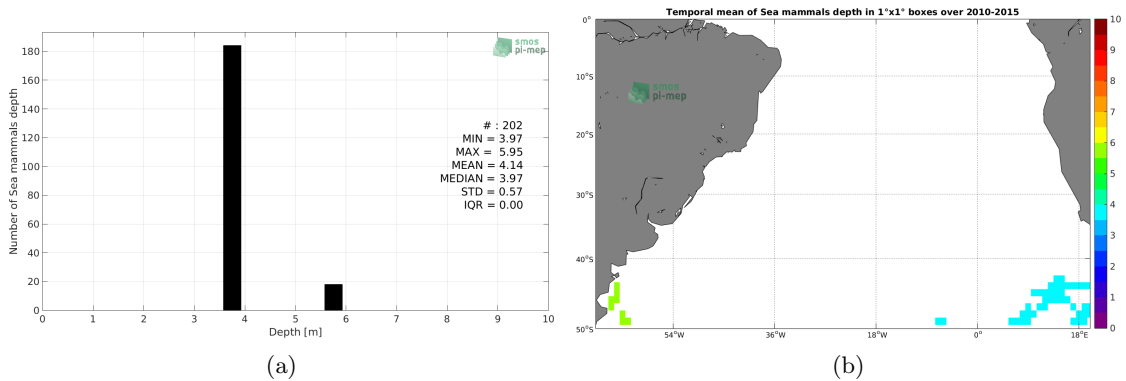 Number of Sea mammals depth
180
160
140
120
100
80
60
40
20
0
smos
pi-mep
# : 202
MIN = 3.97
MAX = 5.95
MEAN = 4.14
MEDIAN = 3.97
STD = 0.57
IQR = 0.00
0 1 2 3 4 5 6 7 8 9 10
Depth [m]
(a)
Temporal mean of Sea mammals depth in 1°x1° boxes over 2010-2015
0°
10°S
20°S
30°S
40°S
50°S
smos
pi-mep
54°W 36°W 18°W 0° 18°E
10
9
8
7
6
5
4
3
2
1
0
(b)